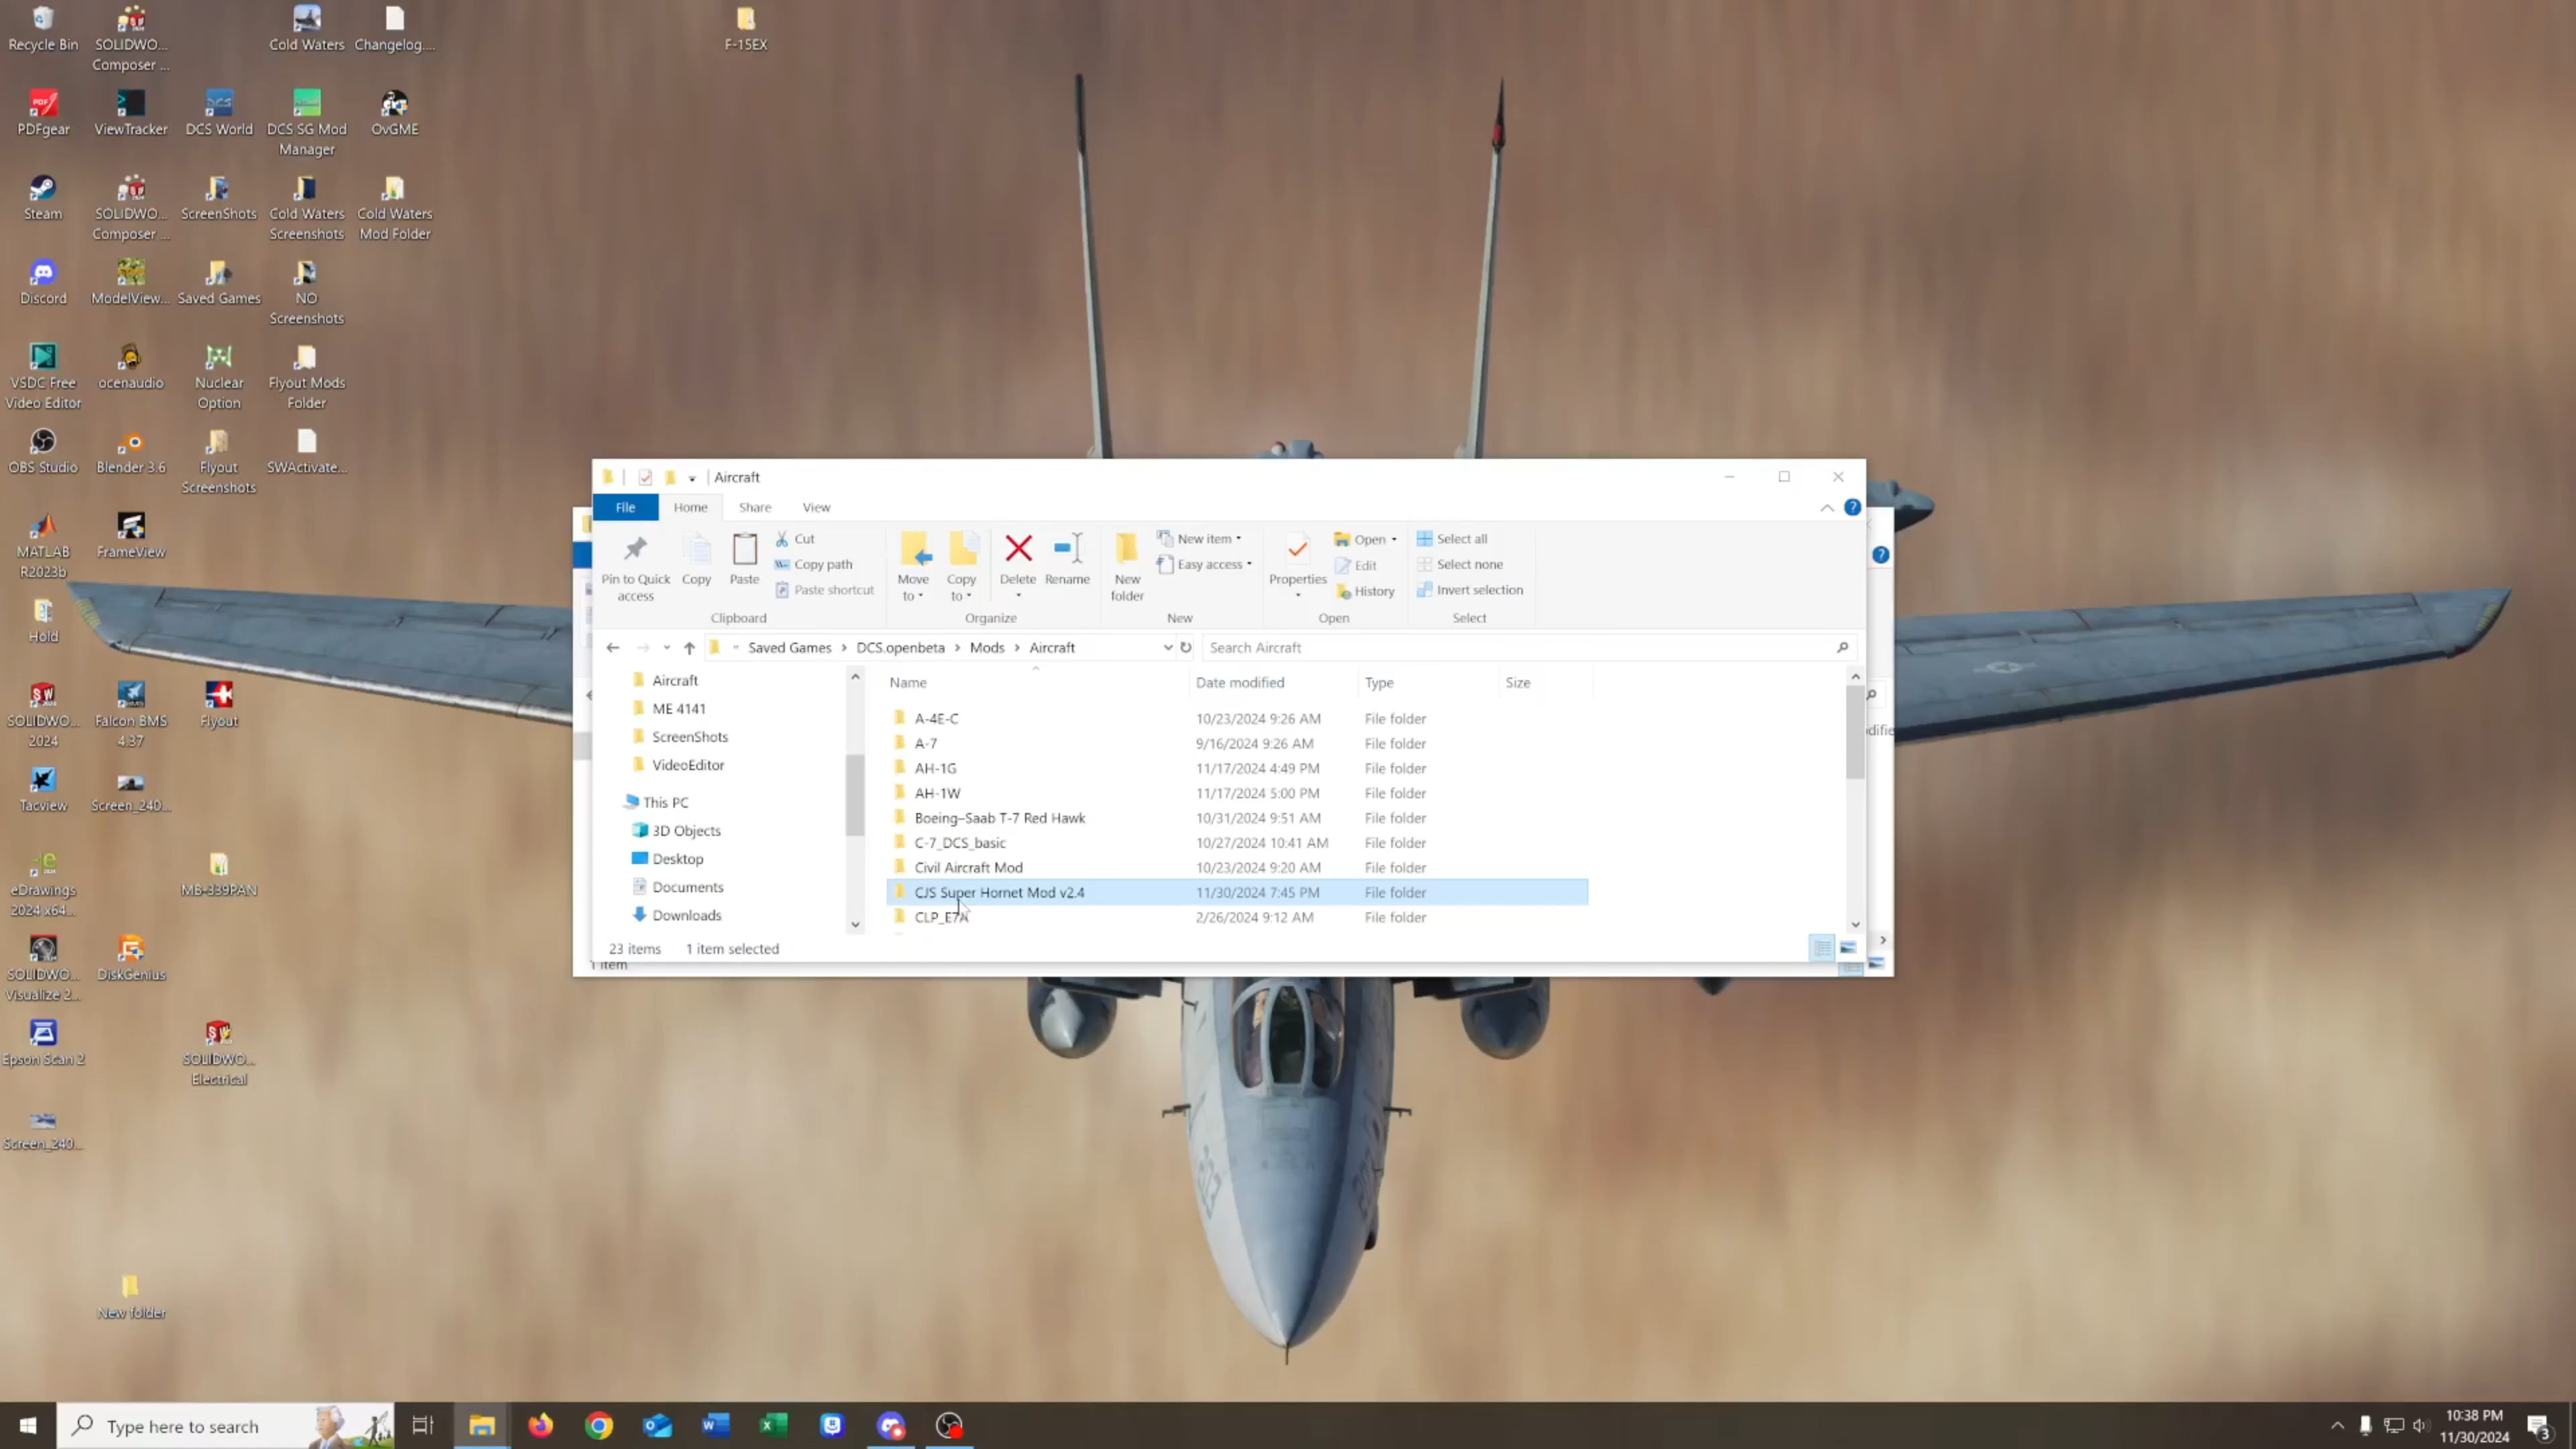 Recycle Bin
SOLIDWO...
Composer ...
Cold Waters
Changelog....
F-15EX
PDFgear
ViewTracker
DCS World
DCS SG Mod
Manager
OvGME
Steam
SOLIDWO...
Composer ...
ScreenShots
Cold Waters
Screenshots
Cold Waters
Mod Folder
Discord
ModelView...
Saved Games
NO
Screenshots
VSDC Free
Video Editor
ocenaudio
Nuclear
Option
Flyout Mods
Folder
OBS Studio
Blender 3.6
Flyout
Screenshots
SWActivate...
MATLAB
R2023b
FrameView
Hold
SOLIDWO...
2024
Falcon BMS
4.37
Flyout
Tacview
Screen_240...
eDrawings
2024 x64...
MB-339PAN
SOLIDWO...
Visualize 2...
DiskGenius
Epson Scan 2
SOLIDWO...
Electrical
Screen_240...
New folder
Aircraft
File Home Share View
Pin to Quick
access
Copy
Paste
Cut
Copy path
Paste shortcut
Clipboard
Move
to
Copy
to
Delete
Rename
Organize
New
folder
New item
Easy access
New
Properties
Open
Edit
History
Open
Select all
Select none
Invert selection
Select
Saved Games › DCS.openbeta › Mods › Aircraft
Search Aircraft
Aircraft
ME 4141
ScreenShots
VideoEditor
This PC
3D Objects
Desktop
Documents
Downloads
Name Date modified Type Size
A-4E-C 10/23/2024 9:26 AM File folder
A-7 9/16/2024 9:26 AM File folder
AH-1G 11/17/2024 4:49 PM File folder
AH-1W 11/17/2024 5:00 PM File folder
Boeing–Saab T-7 Red Hawk 10/31/2024 9:51 AM File folder
C-7_DCS_basic 10/27/2024 10:41 AM File folder
Civil Aircraft Mod 10/23/2024 9:20 AM File folder
CJS Super Hornet Mod v2.4 11/30/2024 7:45 PM File folder
CLP_E7A 2/26/2024 9:12 AM File folder
23 items 1 item selected
1 item
Type here to search
10:38 PM
11/30/2024
3